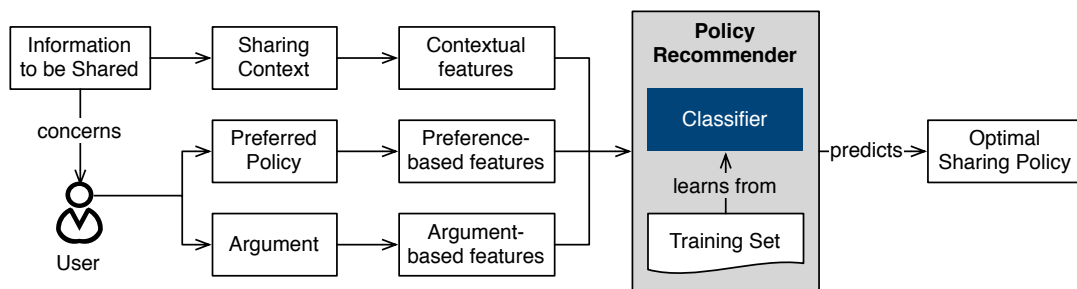 Information
to be Shared
Sharing
Context
Contextual
features
Policy
Recommender
concerns
Preferred
Policy
Preference-
based features
Classifier
predicts
Optimal
Sharing Policy
learns from
User
Argument
Argument-
based features
Training Set